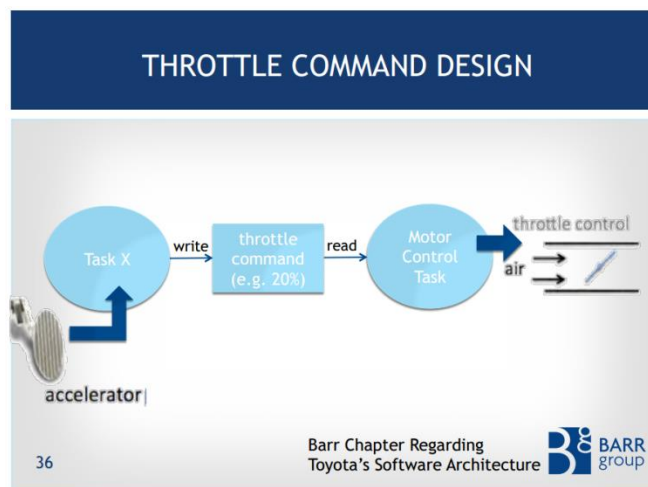 THROTTLE COMMAND DESIGN
throttle control
Task X
write
throttle
command
(e.g. 20%)
read
Motor
Control
Task
air
accelerator
36
Barr Chapter Regarding
Toyota's Software Architecture
BARR
group